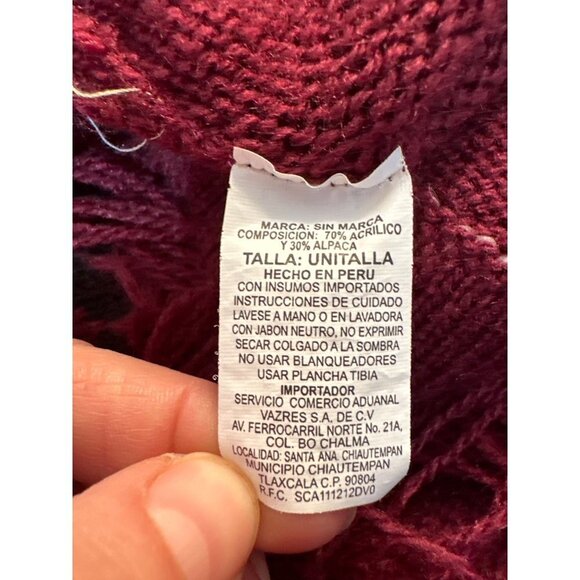 MARCA: SIN MARCA
COMPOSICION: 70% ACRILICO
Y 30% ALPACA
TALLA: UNITALLA
HECHO EN PERU
CON INSUMOS IMPORTADOS
INSTRUCCIONES DE CUIDADO
LAVESE A MANO O EN LAVADORA
CON JABON NEUTRO, NO EXPRIMIR
SECAR COLGADO A LA SOMBRA
NO USAR BLANQUEADORES
USAR PLANCHA TIBIA
IMPORTADOR
SERVICIO COMERCIO ADUANAL
VAZRES S.A. DE C.V
AV. FERROCARRIL NORTE No. 21A,
COL. BO CHALMA
LOCALIDAD: SANTA ANA, CHIAUTEMPAN
MUNICIPIO CHIAUTEMPAN
TLAXCALA C.P. 90804
R.F.C. SCA111212DV0